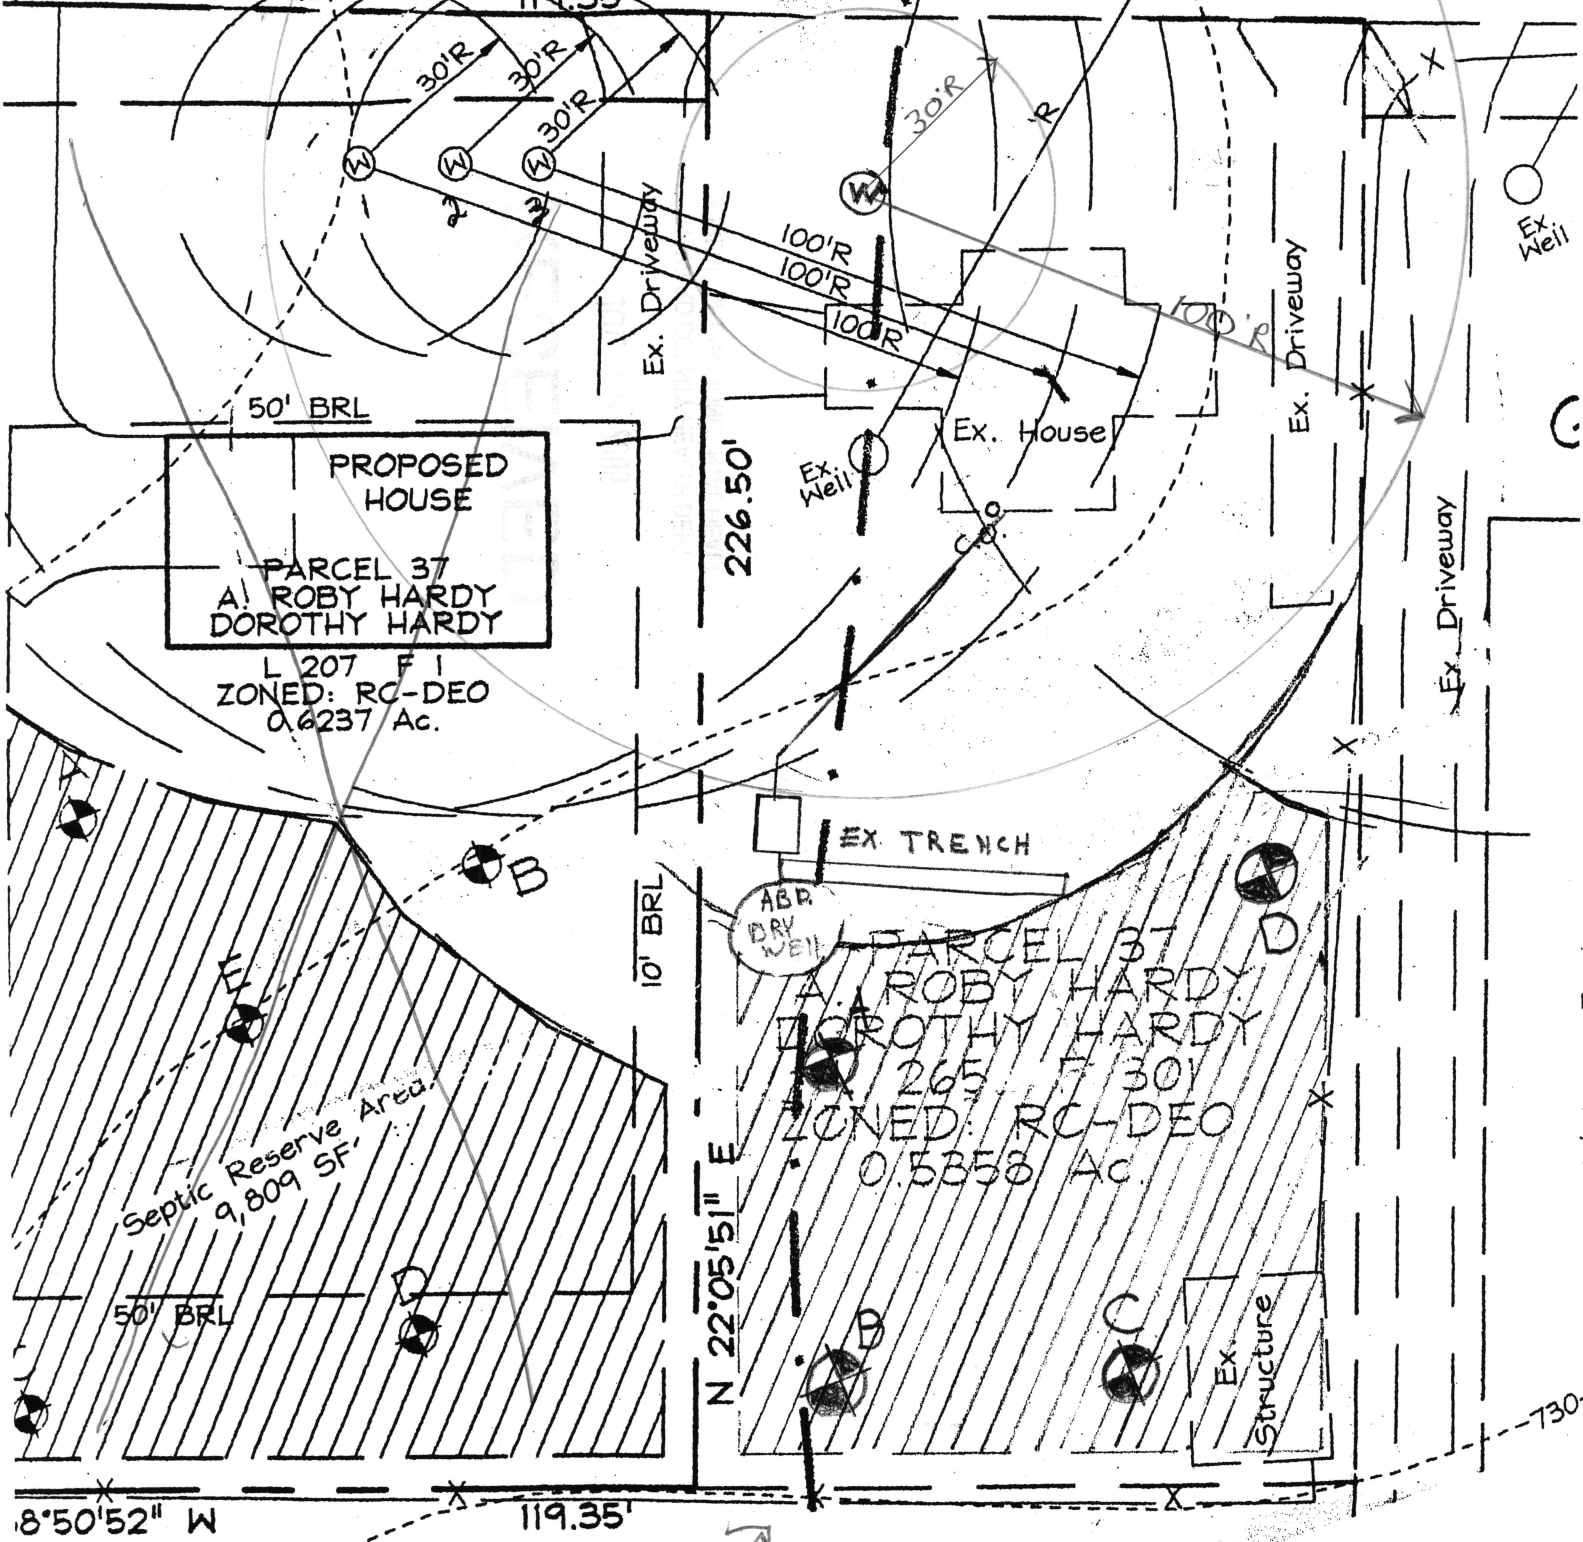 30'R
30'R
30'R
30'R
'R
W
W
W
W
2
3
Ex. Driveway
100'R
100'R
100'R
100'R
Ex. Driveway
Ex.
Well
50' BRL
PROPOSED
HOUSE
Ex. House
Ex.
Well
226.50'
C.O.
PARCEL 37
A. ROBY HARDY
DOROTHY HARDY
L 207 F 1
ZONED: RC-DEO
0.6237 Ac.
Ex. Driveway
A
B
EX TRENCH
ABD.
DRY
WELL
10' BRL
D
E
PARCEL 37
A. ROBY HARDY
DOROTHY HARDY
265 F 301
ZONED: RC-DEO
0.5358 Ac.
A
Septic Reserve Area
9,809 SF
N 22°05'51" E
50' BRL
C
D
B
C
Ex.
Structure
730
8°50'52" W
119.35'